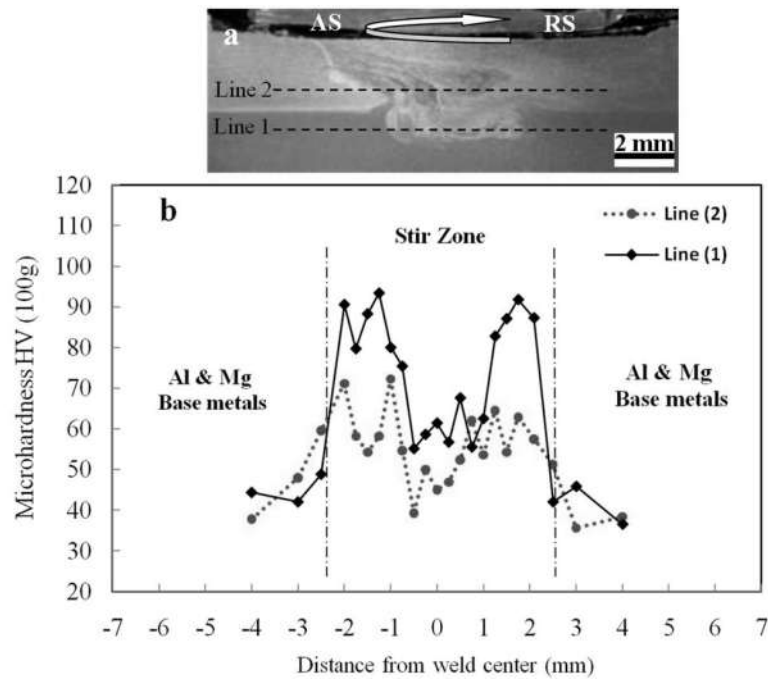 AS
RS
a
Line 2
Line 1
2 mm
120
110
100
90
80
70
60
50
40
30
20
Microhardness HV (100g)
b
Line (2)
Line (1)
Stir Zone
Al & Mg
Base metals
Al & Mg
Base metals
-7 -6 -5 -4 -3 -2 -1 0 1 2 3 4 5 6 7
Distance from weld center (mm)